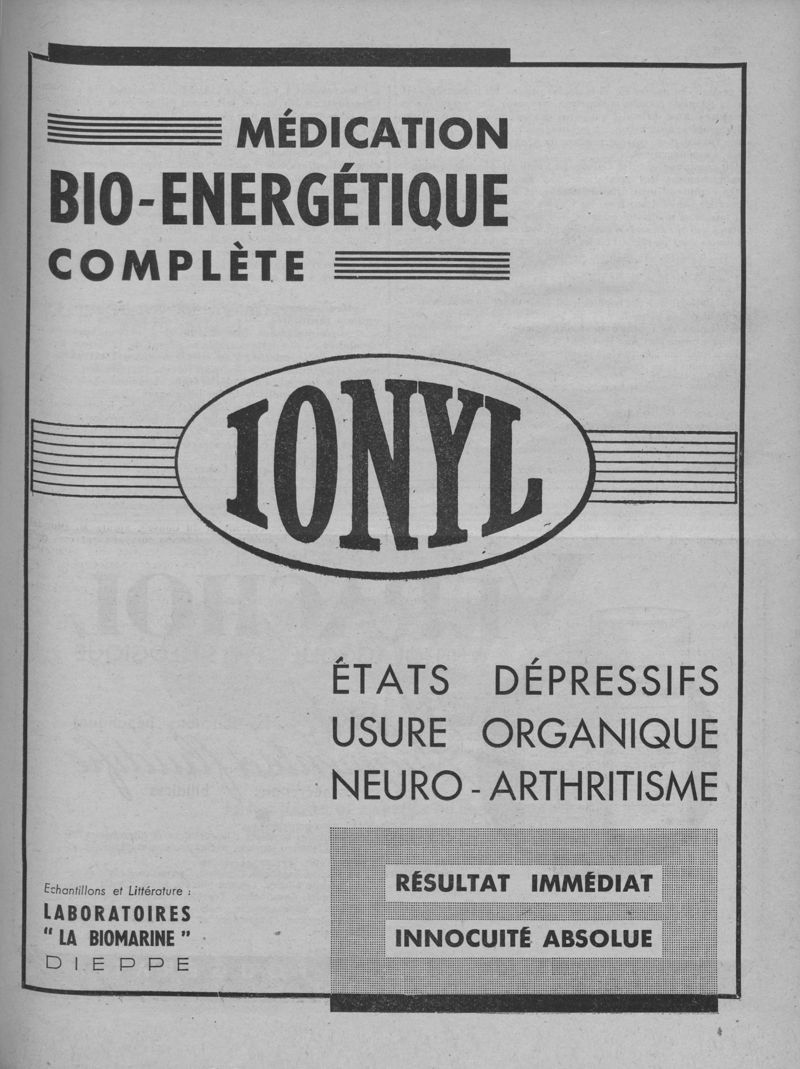 MÉDICATION
BIO-ENERGÉTIQUE
COMPLÈTE
IONYL
ÉTATS DÉPRESSIFS
USURE ORGANIQUE
NEURO-ARTHRITISME
RÉSULTAT IMMÉDIAT
INNOCUITÉ ABSOLUE
Echantillons et Littérature :
LABORATOIRES
" LA BIOMARINE "
DIEPPE